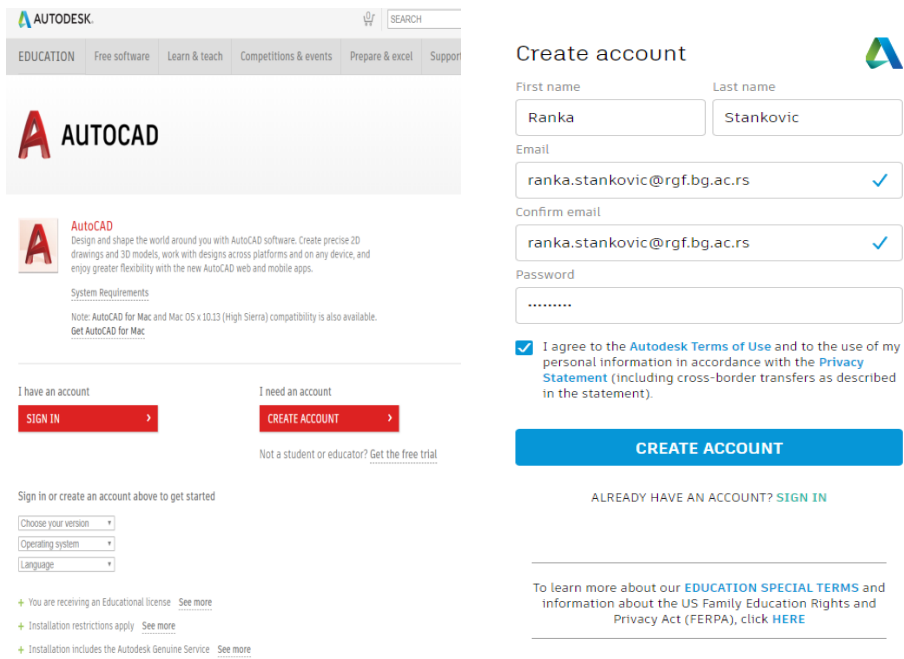 AUTODESK.
0
SEARCH
EDUCATION Free software Learn & teach Competitions & events Prepare & excel Support
AUTOCAD
AutoCAD
Design and shape the world around you with AutoCAD software. Create precise 2D
drawings and 3D models, work with designs across platforms and on any device, and
enjoy greater flexibility with the new AutoCAD web and mobile apps.
System Requirements
Note: AutoCAD for Mac and Mac OS x 10.13 (High Sierra) compatibility is also available.
Get AutoCAD for Mac
I have an account
SIGN IN
I need an account
CREATE ACCOUNT
Not a student or educator? Get the free trial
Sign in or create an account above to get started
Choose your version
Operating system
Language
+ You are receiving an Educational license See more
+ Installation restrictions apply See more
+ Installation includes the Autodesk Genuine Service See more
Create account
First name Last name
Ranka Stankovic
Email
ranka.stankovic@rgf.bg.ac.rs
Confirm email
ranka.stankovic@rgf.bg.ac.rs
Password
•••••••••
I agree to the Autodesk Terms of Use and to the use of my
personal information in accordance with the Privacy
Statement (including cross-border transfers as described
in the statement).
CREATE ACCOUNT
ALREADY HAVE AN ACCOUNT? SIGN IN
To learn more about our EDUCATION SPECIAL TERMS and
information about the US Family Education Rights and
Privacy Act (FERPA), click HERE